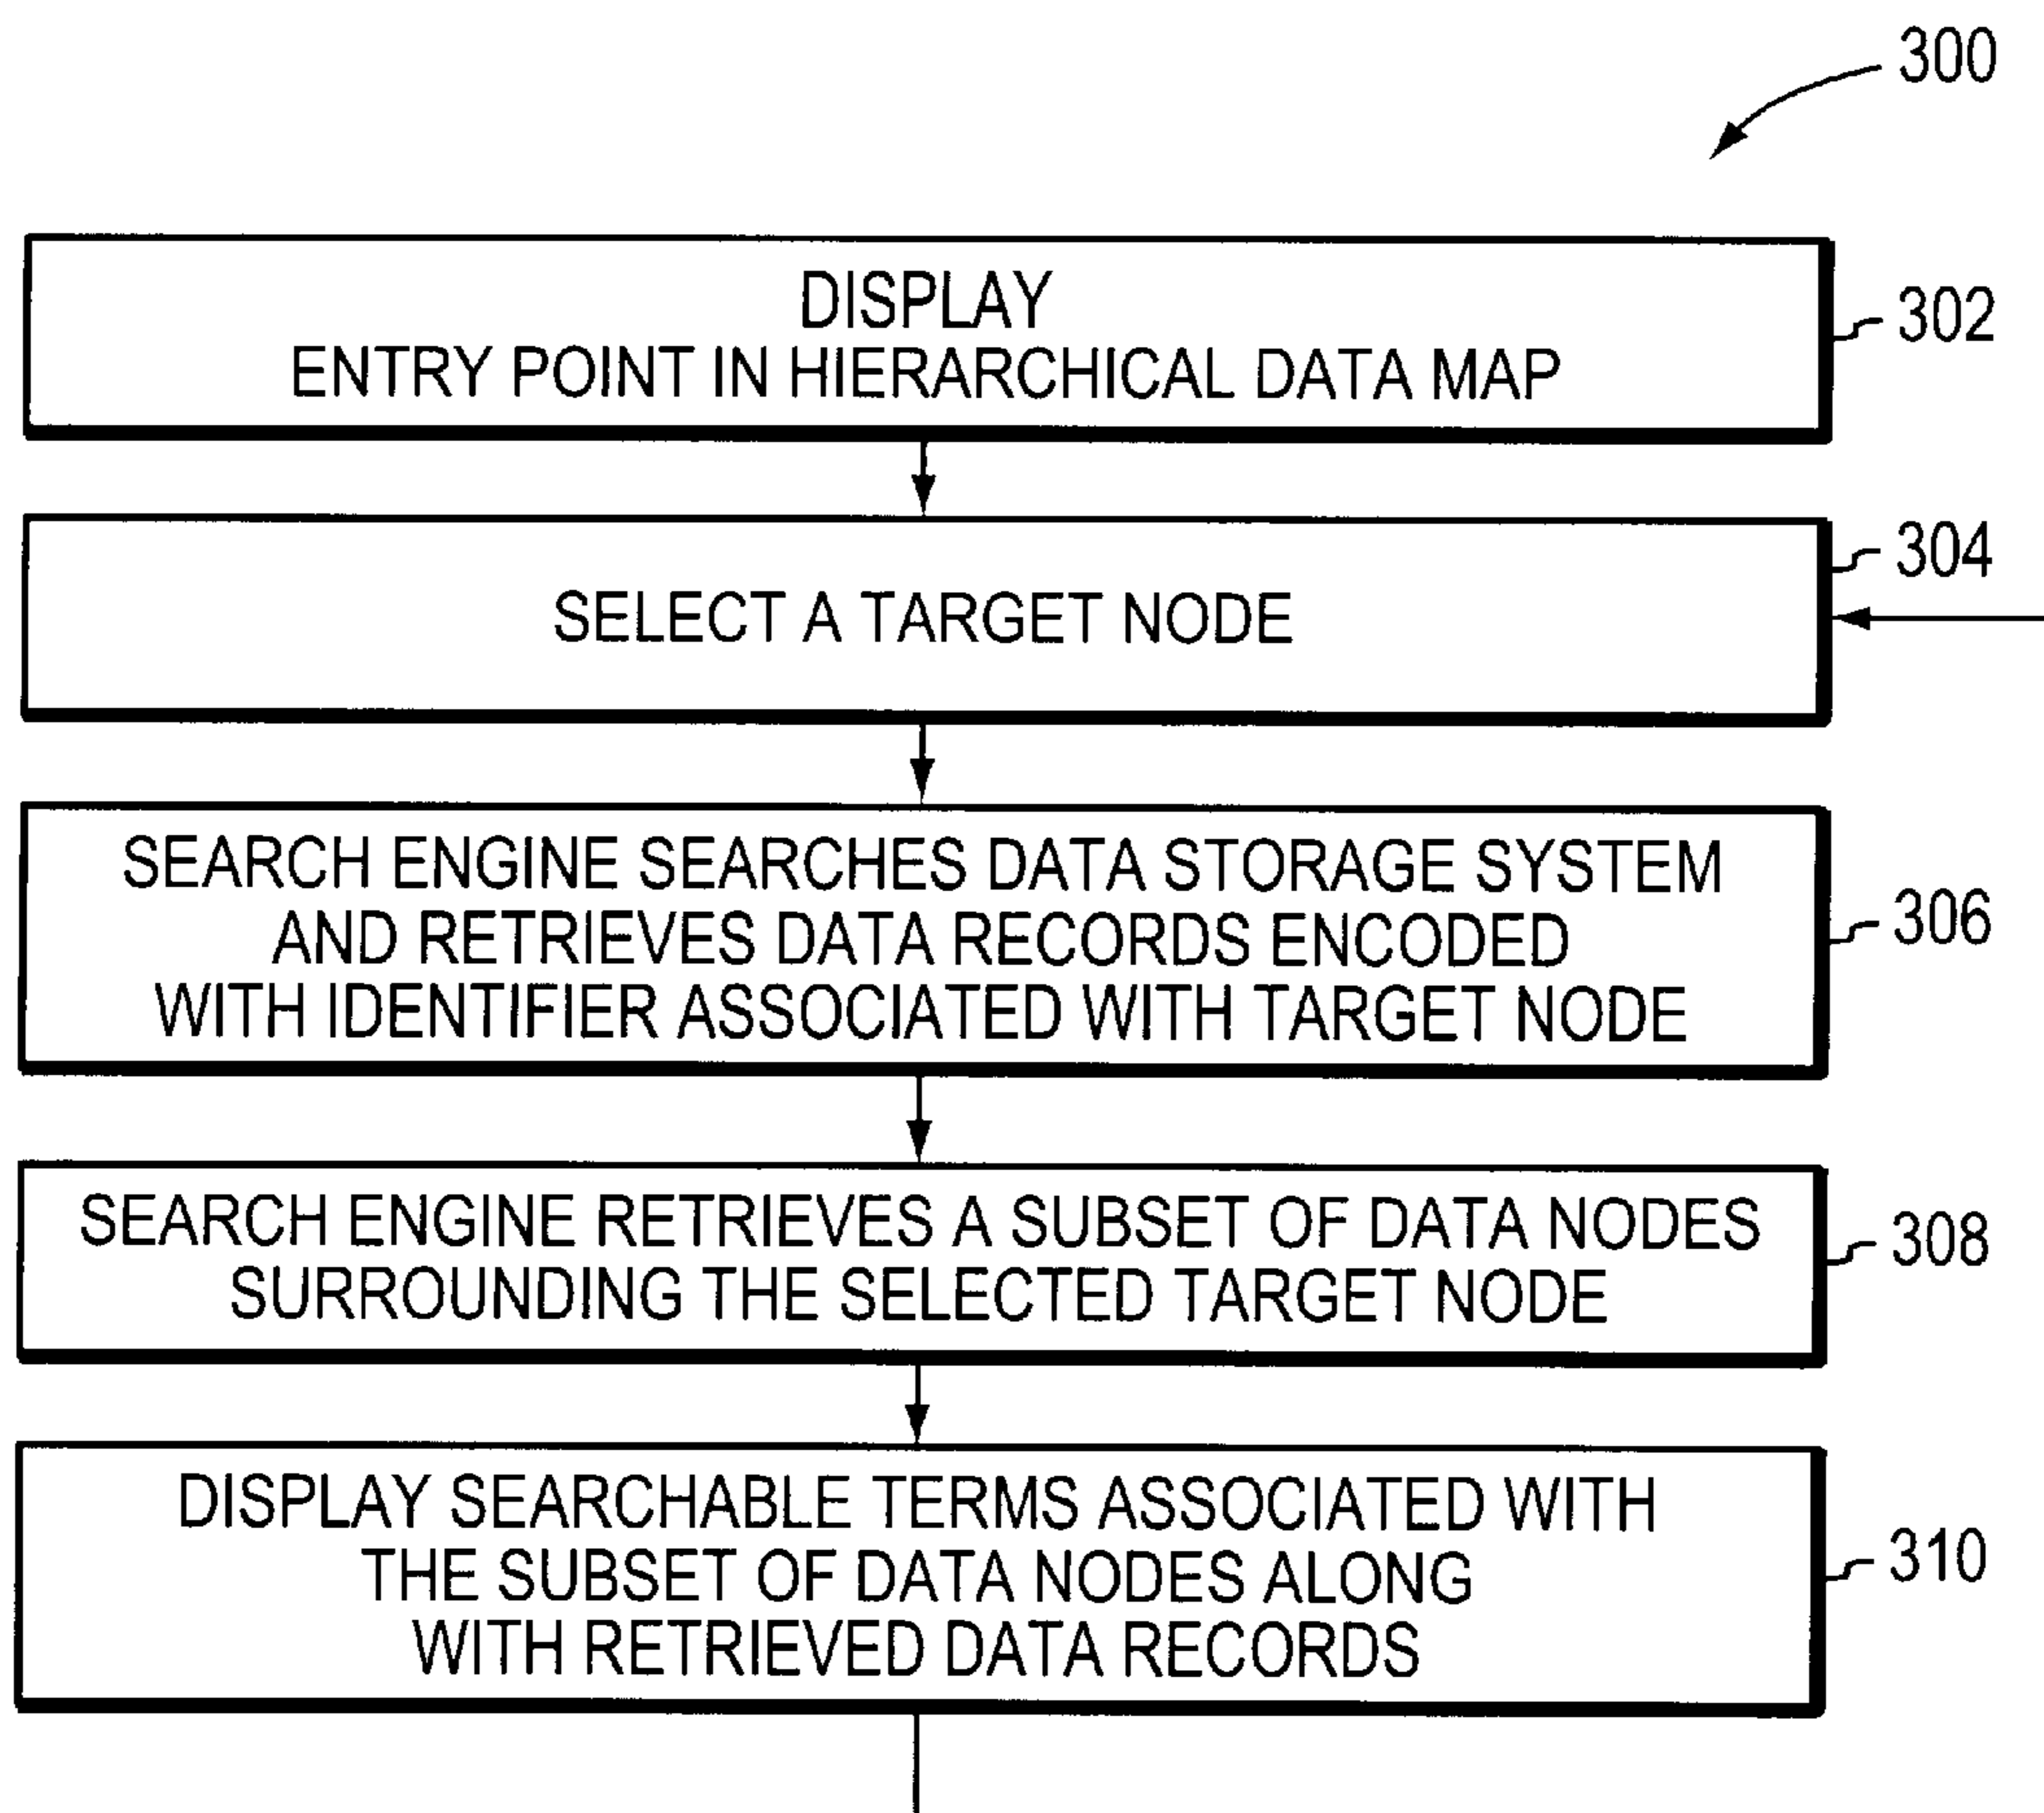 300
DISPLAY
ENTRY POINT IN HIERARCHICAL DATA MAP
302
SELECT A TARGET NODE
304
SEARCH ENGINE SEARCHES DATA STORAGE SYSTEM
AND RETRIEVES DATA RECORDS ENCODED
WITH IDENTIFIER ASSOCIATED WITH TARGET NODE
306
SEARCH ENGINE RETRIEVES A SUBSET OF DATA NODES
SURROUNDING THE SELECTED TARGET NODE
308
DISPLAY SEARCHABLE TERMS ASSOCIATED WITH
THE SUBSET OF DATA NODES ALONG
WITH RETRIEVED DATA RECORDS
310